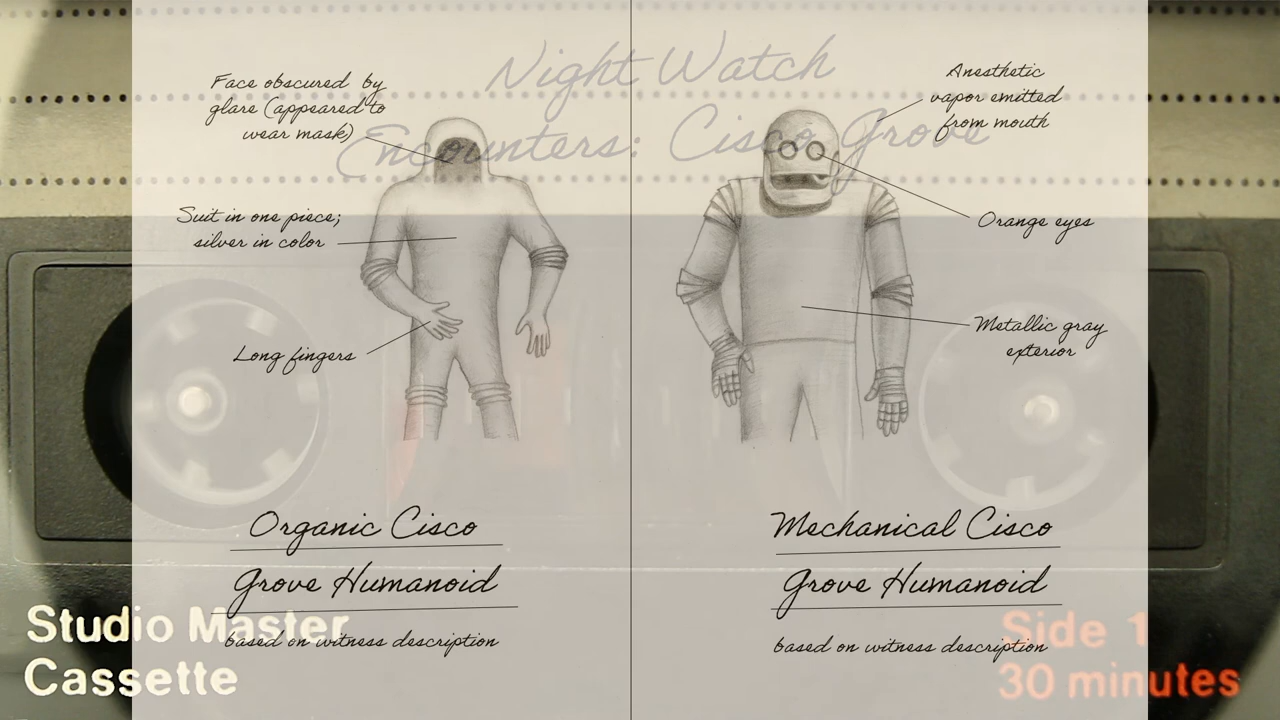 Night Watch
Encounters: Cisco Grove
Face obscured by
glare (appeared to
wear mask)
Suit in one piece;
silver in color
Long fingers
Organic Cisco
Grove Humanoid
based on witness description
Anesthetic
vapor emitted
from mouth
Orange eyes
Metallic gray
exterior
Mechanical Cisco
Grove Humanoid
based on witness description
Studio Master
Cassette
Side 1
30 minutes